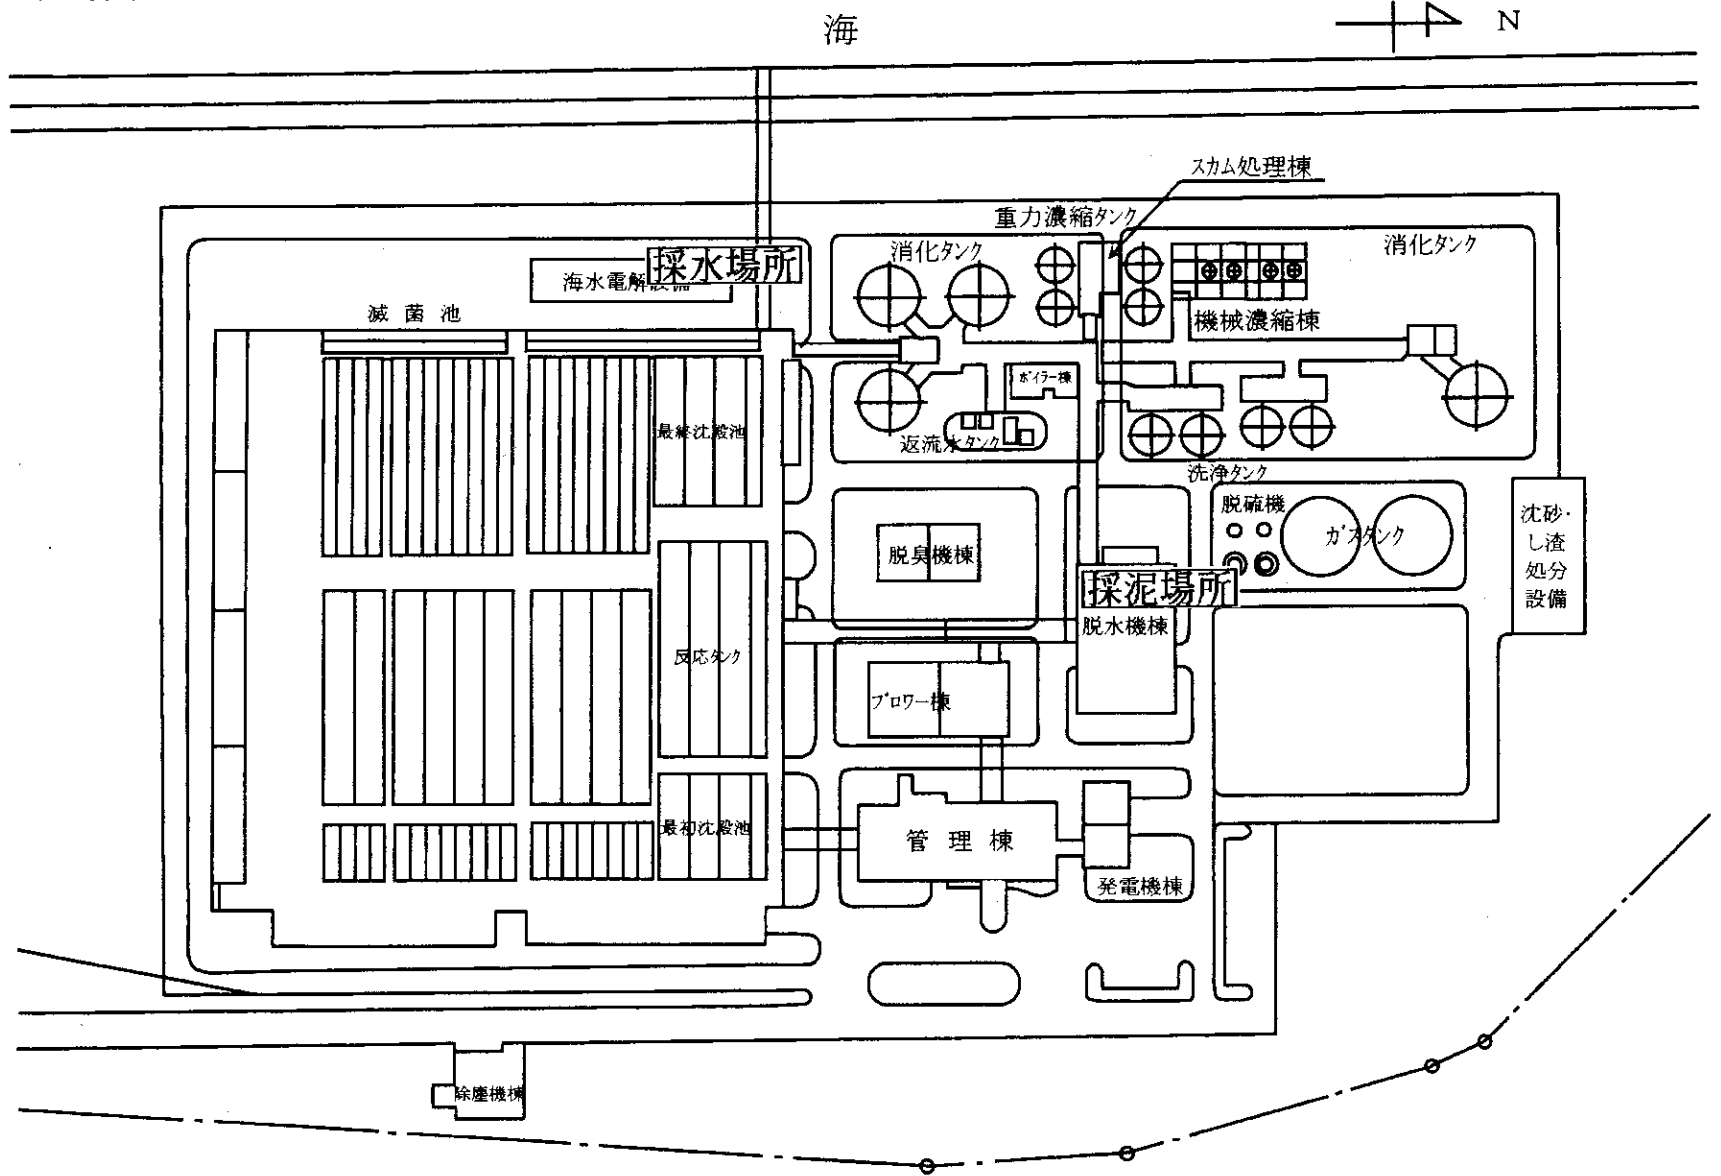 海
N
スカム処理棟
重力濃縮タンク
消化タンク
消化タンク
採水場所
海水電解設備
滅菌池
機械濃縮棟
ボイラー棟
最終沈殿池
返流水タンク
洗浄タンク
脱硫機
ガスタンク
沈砂・
し渣
処分
設備
脱臭機棟
採泥場所
脱水機棟
反応タンク
ブロワー棟
最初沈殿池
管理棟
発電機棟
除塵機棟